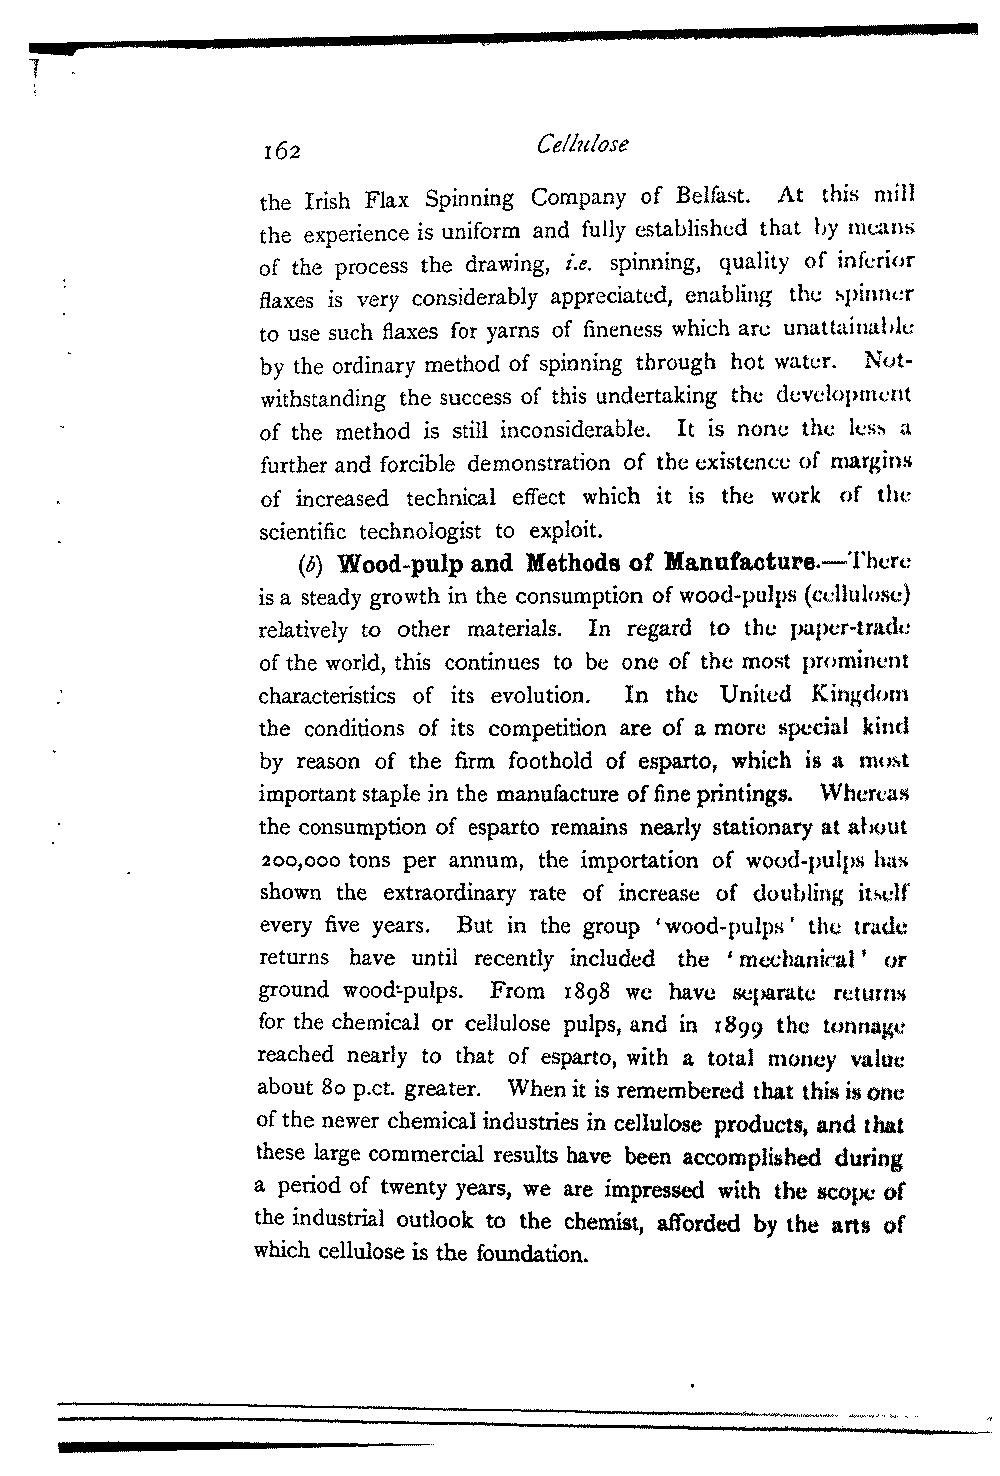 162 Cellulose
the Irish Flax Spinning Company of Belfast. At this mill
the experience is uniform and fully established that by means
of the process the drawing, i.e. spinning, quality of inferior
flaxes is very considerably appreciated, enabling the spinner
to use such flaxes for yarns of fineness which are unattainable
by the ordinary method of spinning through hot water. Not-
withstanding the success of this undertaking the development
of the method is still inconsiderable. It is none the less a
further and forcible demonstration of the existence of margins
of increased technical effect which it is the work of the
scientific technologist to exploit.
(b) Wood-pulp and Methods of Manufacture.—There
is a steady growth in the consumption of wood-pulps (cellulose)
relatively to other materials. In regard to the paper-trade
of the world, this continues to be one of the most prominent
characteristics of its evolution. In the United Kingdom
the conditions of its competition are of a more special kind
by reason of the firm foothold of esparto, which is a most
important staple in the manufacture of fine printings. Whereas
the consumption of esparto remains nearly stationary at about
200,000 tons per annum, the importation of wood-pulps has
shown the extraordinary rate of increase of doubling itself
every five years. But in the group 'wood-pulps' the trade
returns have until recently included the 'mechanical' or
ground wood-pulps. From 1898 we have separate returns
for the chemical or cellulose pulps, and in 1899 the tonnage
reached nearly to that of esparto, with a total money value
about 80 p.ct. greater. When it is remembered that this is one
of the newer chemical industries in cellulose products, and that
these large commercial results have been accomplished during
a period of twenty years, we are impressed with the scope of
the industrial outlook to the chemist, afforded by the arts of
which cellulose is the foundation.